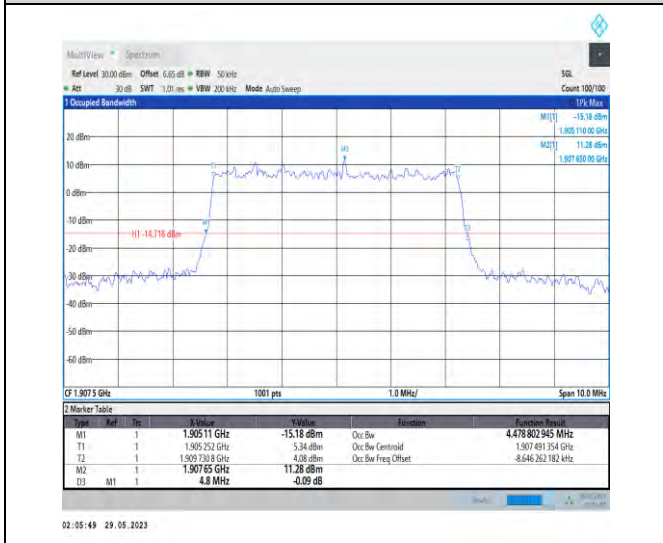 MultiView Spectrum
Ref Level 30.00 dBm Offset 6.65 dB RBW 50 kHz SGL
Att 30 dB SWT 1.01 ms VBW 200 kHz Mode Auto Sweep Count 100/100
1 Occupied Bandwidth 1Pk Max
M1[1] -15.18 dBm
1.905 110 00 GHz
M2[1] 11.28 dBm
1.907 650 00 GHz
20 dBm
M2
T1
T2
10 dBm
0 dBm
-10 dBm
M1
D3
H1 -14.718 dBm
-20 dBm
-30 dBm
-40 dBm
-50 dBm
-60 dBm
CF 1.907 5 GHz 1001 pts 1.0 MHz/ Span 10.0 MHz
2 Marker Table
Type Ref Trc X-Value Y-Value Function Function Result
M1 1 1.905 11 GHz -15.18 dBm Occ Bw 4.478 802 945 MHz
T1 1 1.905 252 GHz 5.34 dBm Occ Bw Centroid 1.907 491 354 GHz
T2 1 1.909 730 8 GHz 4.08 dBm Occ Bw Freq Offset -8.646 262 182 kHz
M2 1 1.907 65 GHz 11.28 dBm
D3 M1 1 4.8 MHz -0.09 dB
02:05:49 29.05.2023